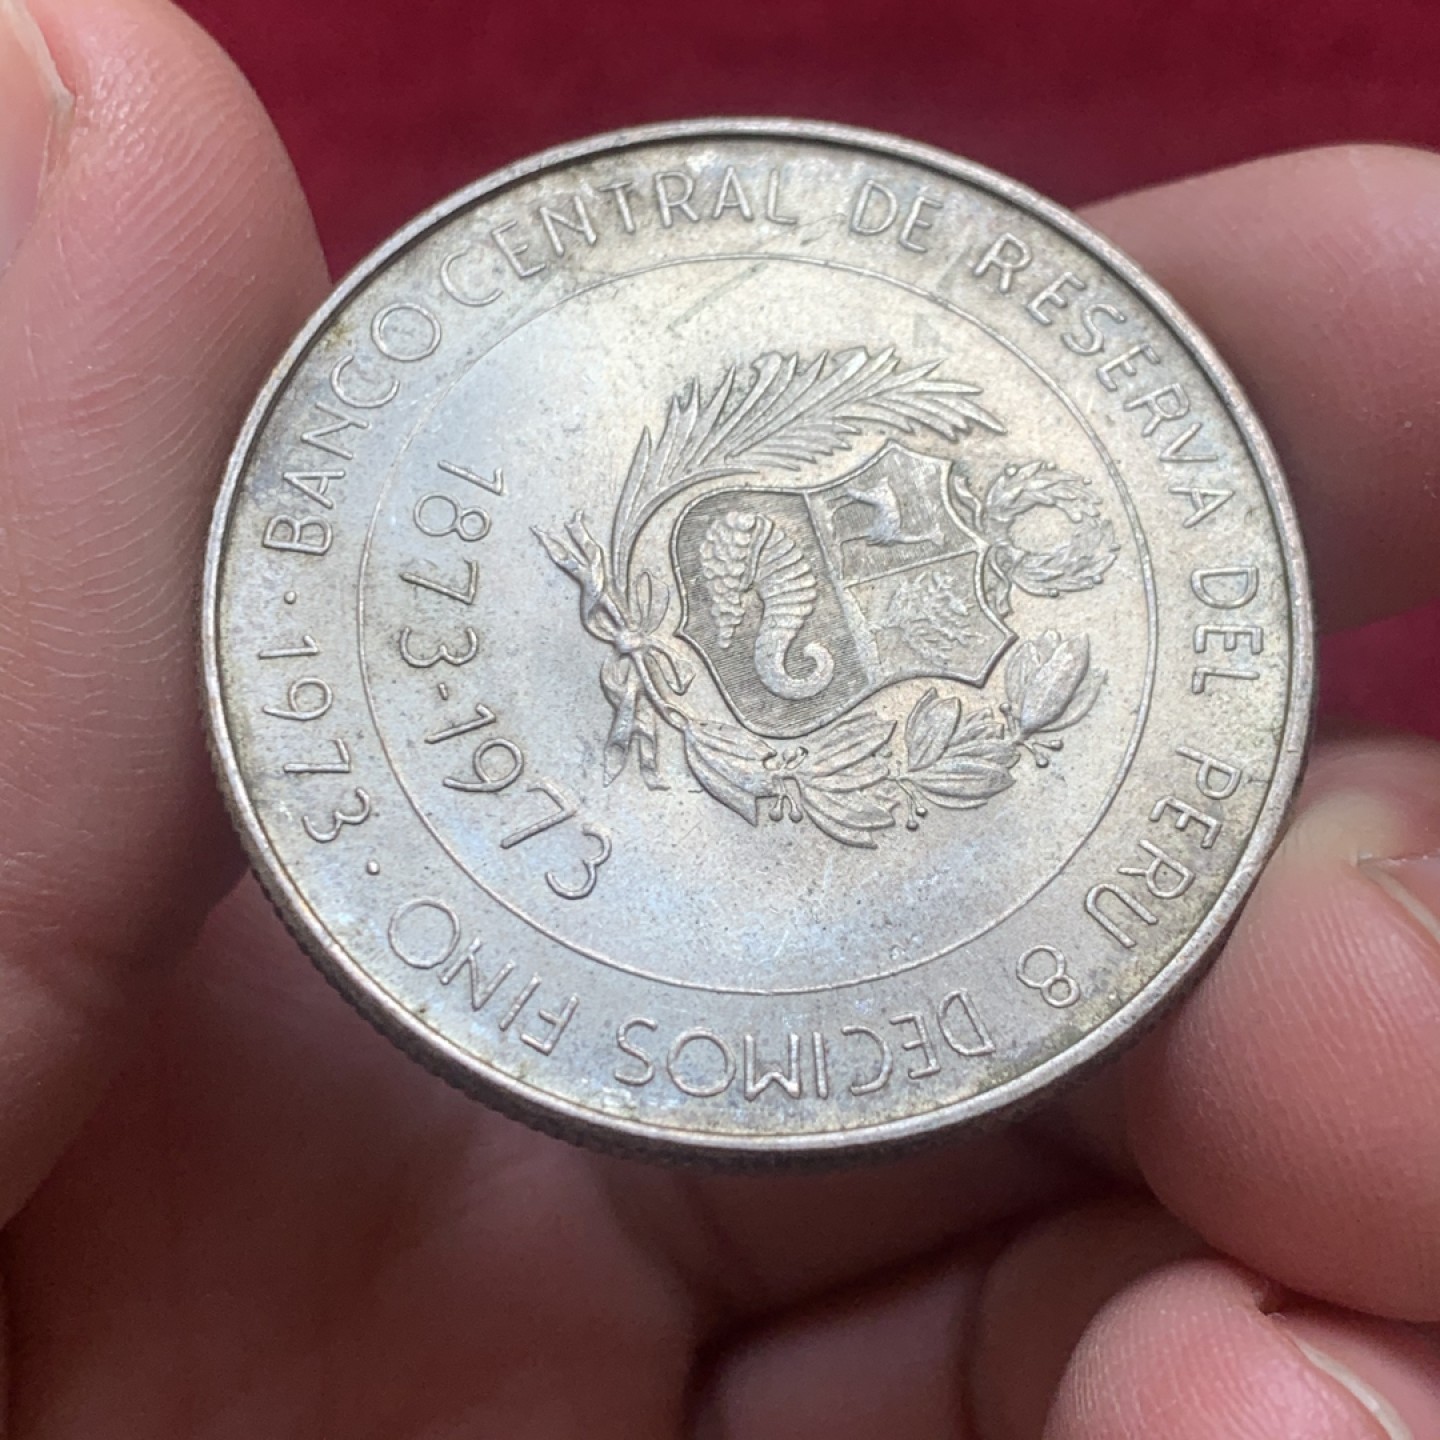 · BANCO CENTRAL DE RESERVA DEL PERU 8 DECIMOS FINO · 1973
1873-1973